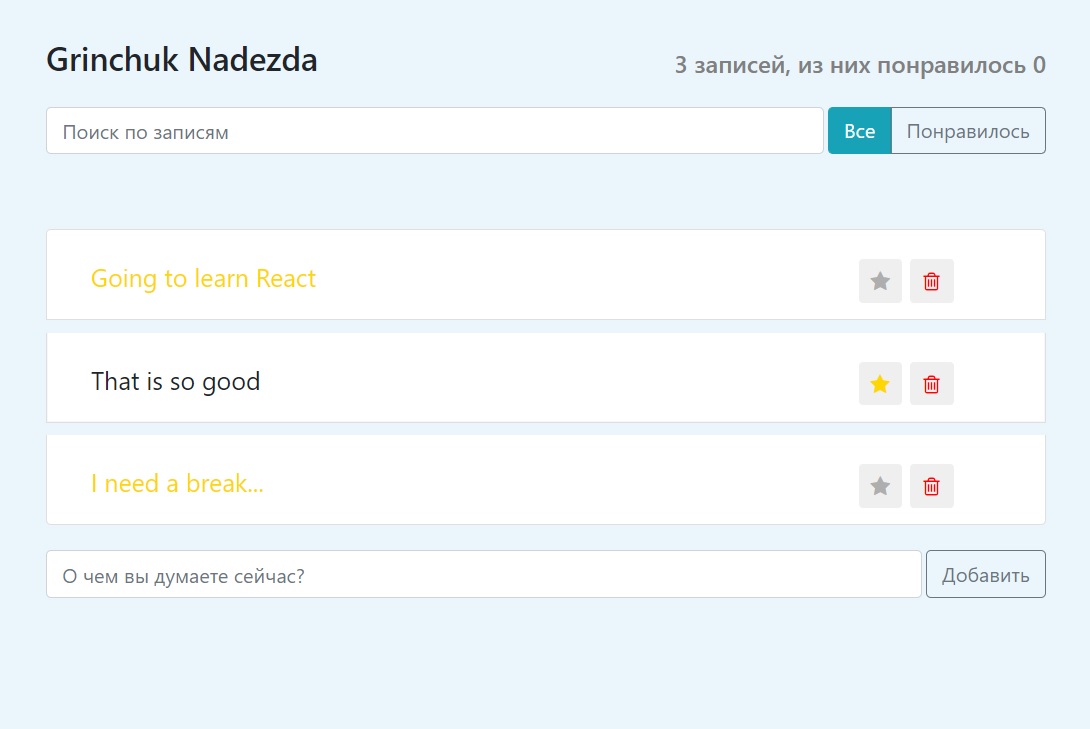 Grinchuk Nadezda
3 записей, из них понравилось 0
Поиск по записям
Все
Понравилось
Going to learn React
That is so good
I need a break...
О чем вы думаете сейчас?
Добавить